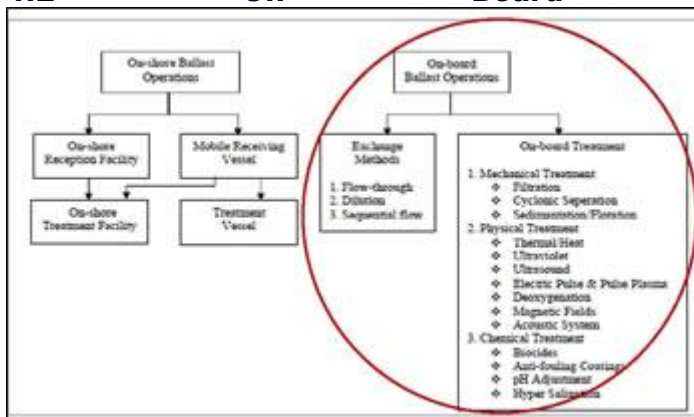 On-shore Ballast
Operations
On-board
Ballast Operations
On-shore
Reception Facility
Mobile Receiving
Vessel
On-shore
Treatment Facility
Treatment
Vessel
Exchange
Methods
1. Flow-through
2. Dilution
3. Sequential flow
On-board Treatment
1. Mechanical Treatment
❖ Filtration
❖ Cyclonic Seperation
❖ Sedimentation/Flotation
2. Physical Treatment
❖ Thermal/Heat
❖ Ultraviolet
❖ Ultrasound
❖ Electric Pulse & Pulse Plasma
❖ Deoxygenation
❖ Magnetic Fields
❖ Acoustic System
3. Chemical Treatment
❖ Biocides
❖ Anti-fouling Coatings
❖ pH Adjustment
❖ Hyper Salination